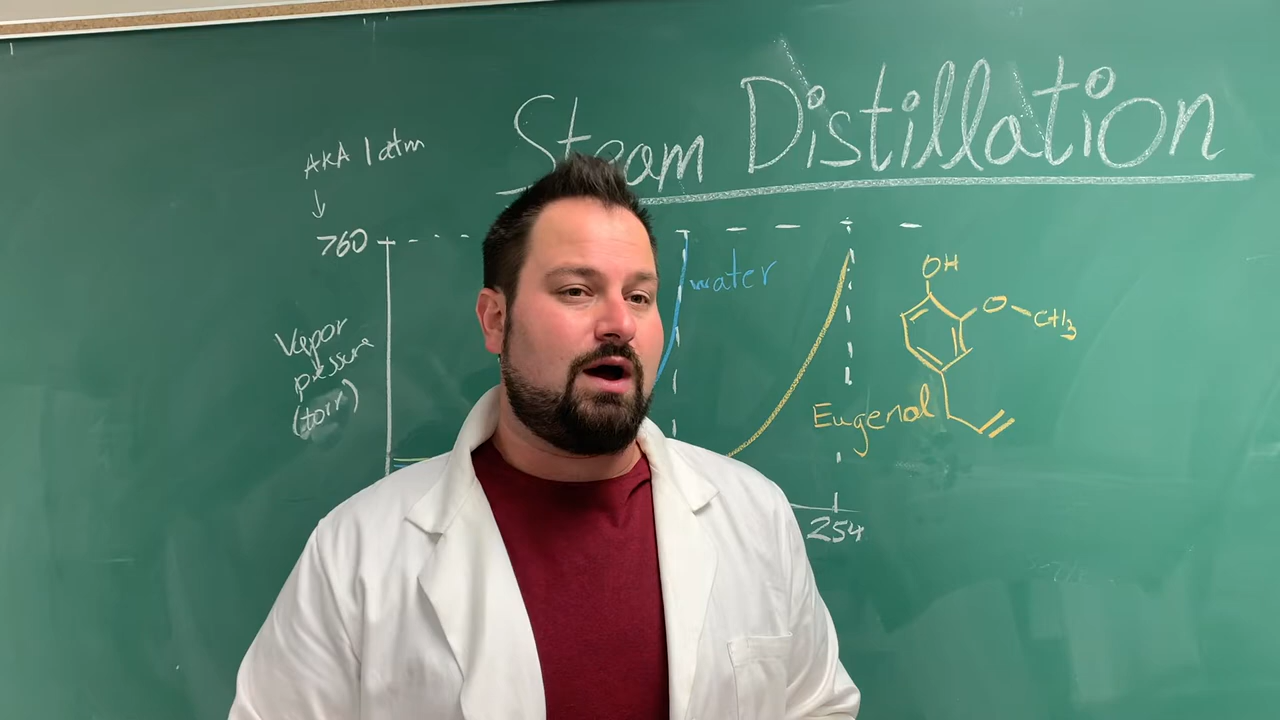 Steam Distillation
AKA 1 atm
760
Vapor
pressure
(torr)
water
OH
O
CH3
Eugenol
254